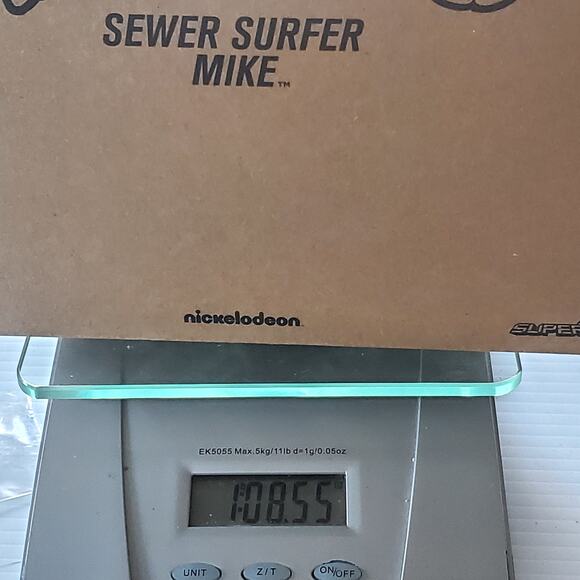 SEWER SURFER
MIKE™
nickelodeon
SUPER
EK5055 Max.5kg/11lb d=1g/0.05oz
1:08.55
UNIT Z/T ON/OFF